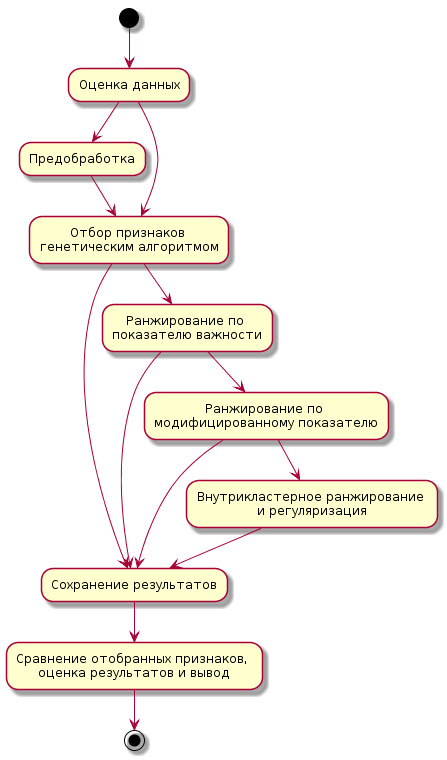 Оценка данных
Предобработка
Отбор признаков
генетическим алгоритмом
Ранжирование по
показателю важности
Ранжирование по
модифицированному показателю
Внутрикластерное ранжирование
и регуляризация
Сохранение результатов
Сравнение отобранных признаков,
оценка результатов и вывод